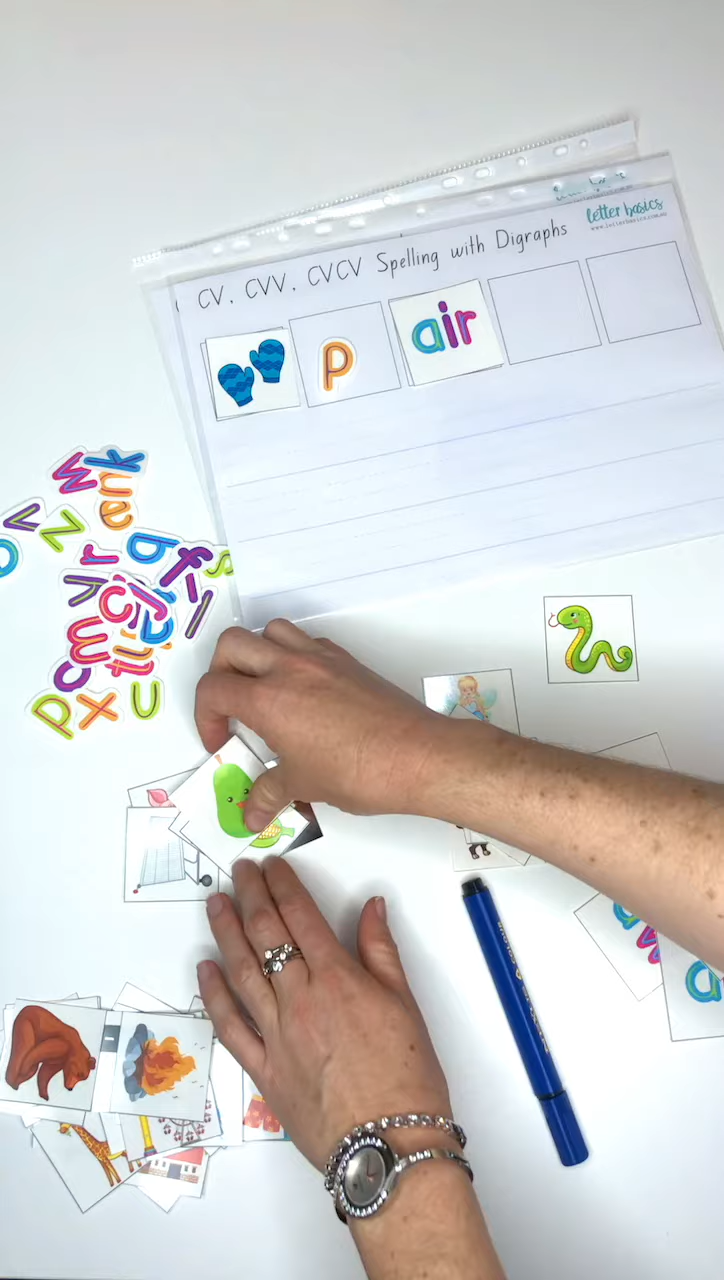 letter basics
www.letterbasics.com.au
CV, CVV, CVCV Spelling with Digraphs
p air
w k
v z e n
r q f s
y c j
m t
c
p x u